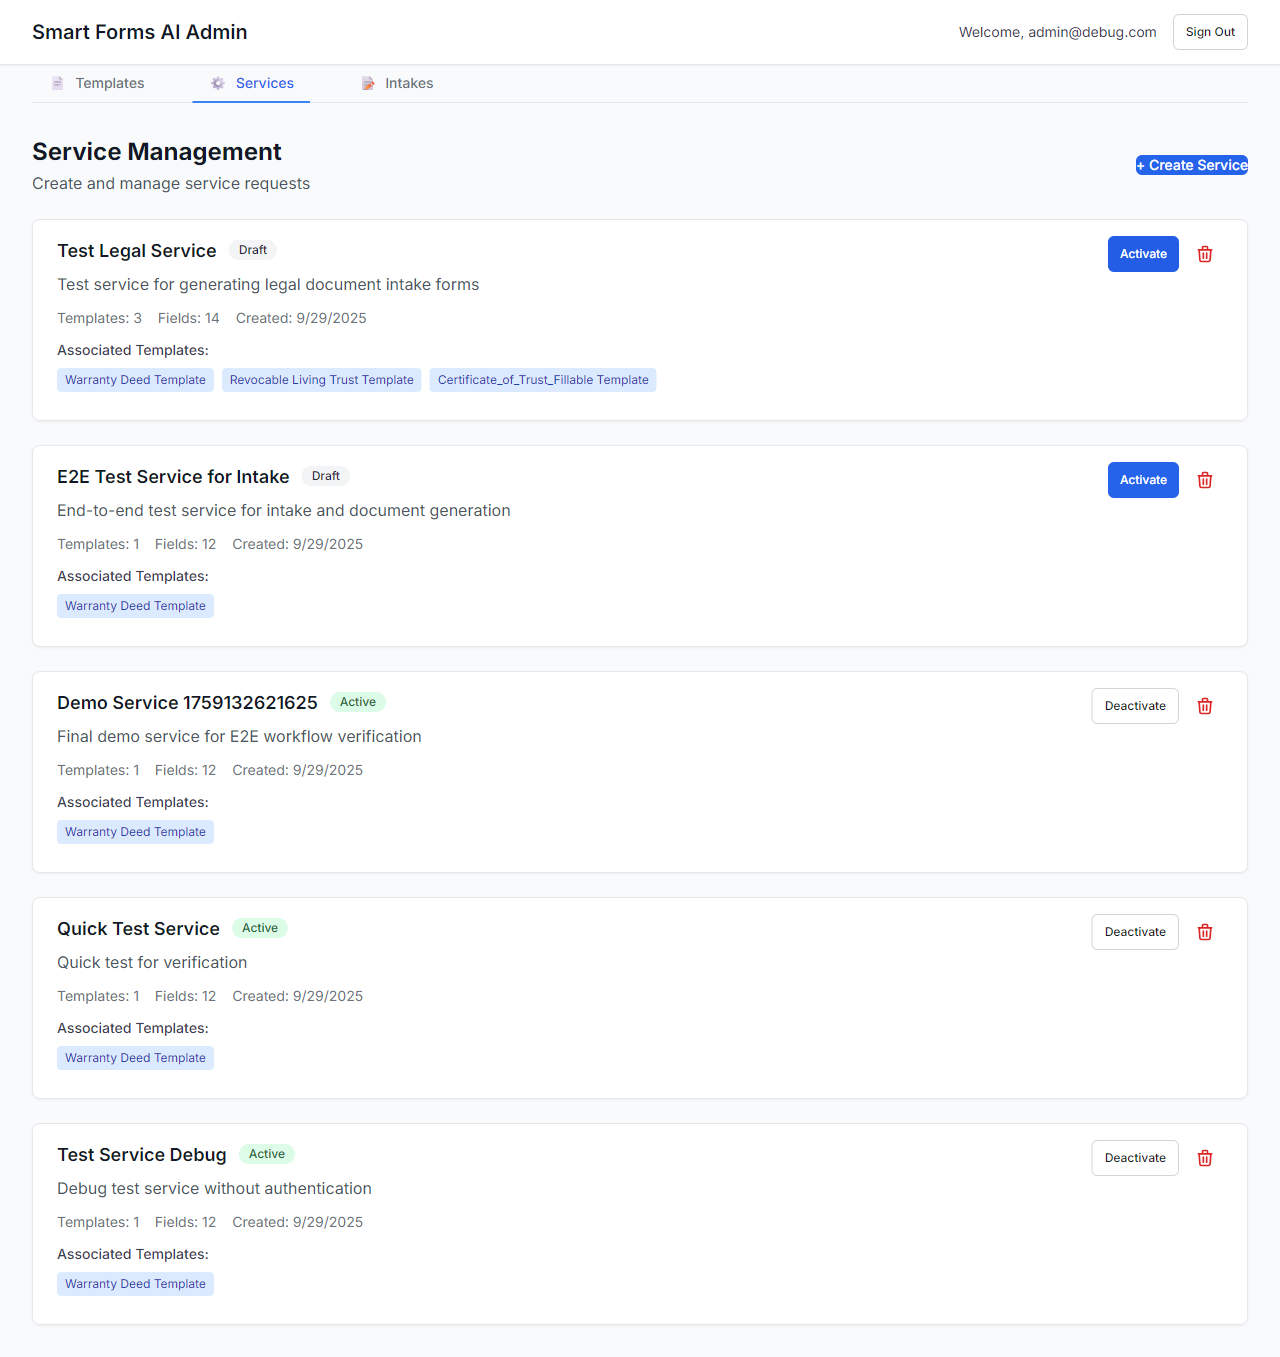 Smart Forms AI Admin
Welcome, admin@debug.com
Sign Out
Templates
Services
Intakes
Service Management
Create and manage service requests
+ Create Service
Test Legal Service
Draft
Activate
Test service for generating legal document intake forms
Templates: 3 Fields: 14 Created: 9/29/2025
Associated Templates:
Warranty Deed Template
Revocable Living Trust Template
Certificate_of_Trust_Fillable Template
E2E Test Service for Intake
Draft
Activate
End-to-end test service for intake and document generation
Templates: 1 Fields: 12 Created: 9/29/2025
Associated Templates:
Warranty Deed Template
Demo Service 1759132621625
Active
Deactivate
Final demo service for E2E workflow verification
Templates: 1 Fields: 12 Created: 9/29/2025
Associated Templates:
Warranty Deed Template
Quick Test Service
Active
Deactivate
Quick test for verification
Templates: 1 Fields: 12 Created: 9/29/2025
Associated Templates:
Warranty Deed Template
Test Service Debug
Active
Deactivate
Debug test service without authentication
Templates: 1 Fields: 12 Created: 9/29/2025
Associated Templates:
Warranty Deed Template